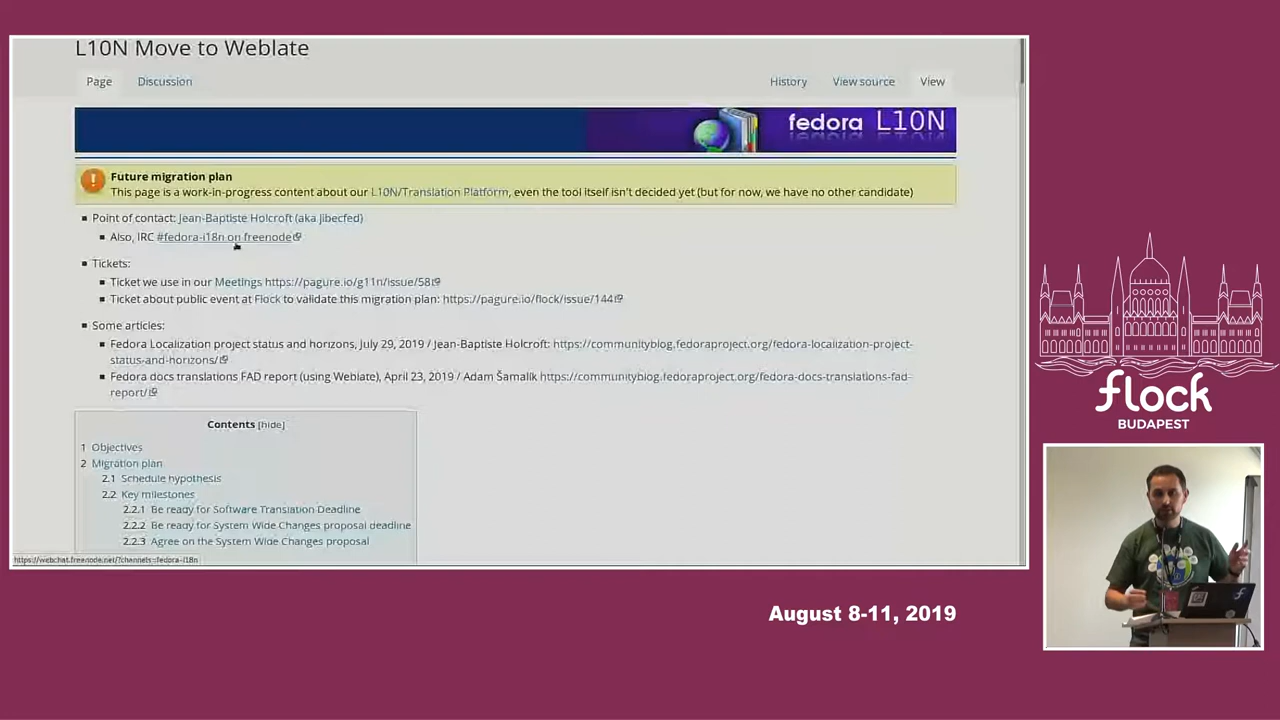 L10N Move to Weblate
Page Discussion History View source View
fedora L10N
Future migration plan
This page is a work-in-progress content about our L10N/Translation Platform, even the tool itself isn't decided yet (but for now, we have no other candidate)
Point of contact: Jean-Baptiste Holcroft (aka jibecfed)
Also, IRC #fedora-i18n on freenode
Tickets:
Ticket we use in our Meetings https://pagure.io/g11n/issue/58
Ticket about public event at Flock to validate this migration plan: https://pagure.io/flock/issue/144
Some articles:
Fedora Localization project status and horizons, July 29, 2019 / Jean-Baptiste Holcroft: https://communityblog.fedoraproject.org/fedora-localization-project-
status-and-horizons/
Fedora docs translations FAD report (using Weblate), April 23, 2019 / Adam Šamalík https://communityblog.fedoraproject.org/fedora-docs-translations-fad-
report/
Contents [hide]
1 Objectives
2 Migration plan
2.1 Schedule hypothesis
2.2 Key milestones
2.2.1 Be ready for Software Translation Deadline
2.2.2 Be ready for System Wide Changes proposal deadline
2.2.3 Agree on the System Wide Changes proposal
https://webchat.freenode.net/?channels=fedora-i18n
flock
BUDAPEST
August 8-11, 2019